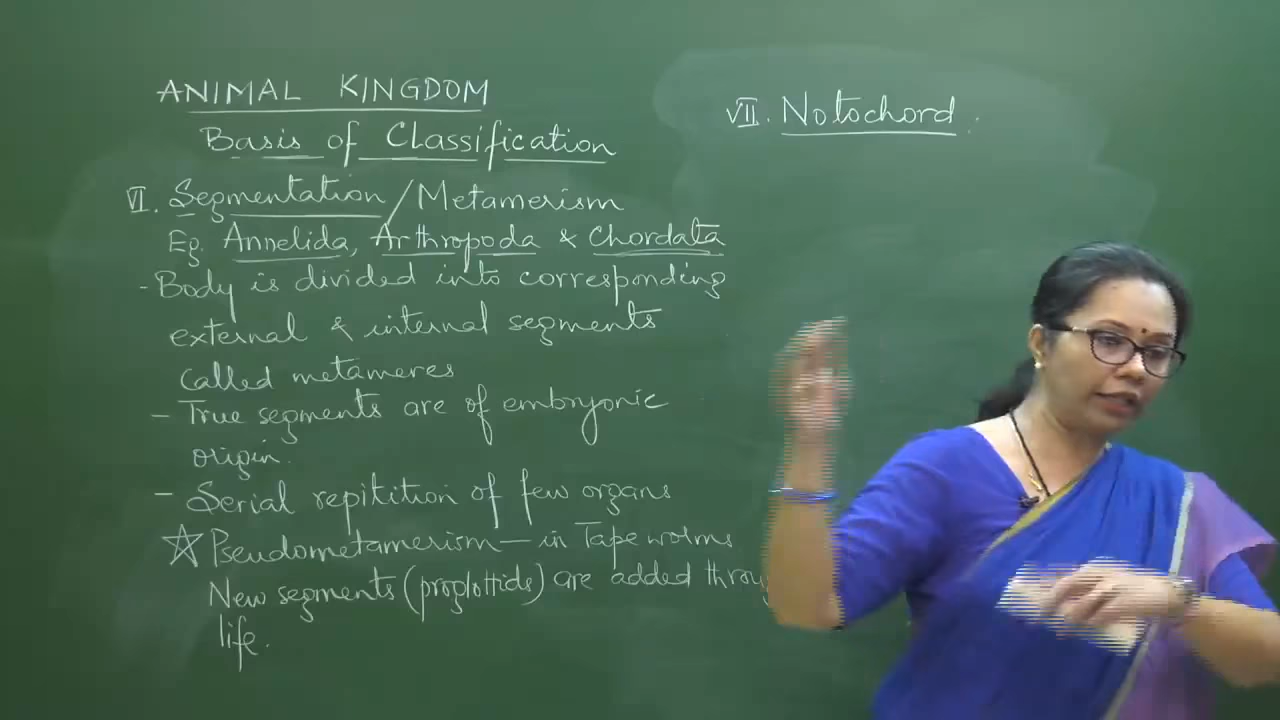 ANIMAL KINGDOM
Basis of Classification
VI. Segmentation / Metamerism
Eg. Annelida, Arthropoda & Chordata
- Body is divided into corresponding
external & internal segments
called metameres
- True segments are of embryonic
origin.
- Serial repitition of few organs
☆ Pseudometamerism — in Tape worms
New segments (proglottids) are added
life.
VII. Notochord.